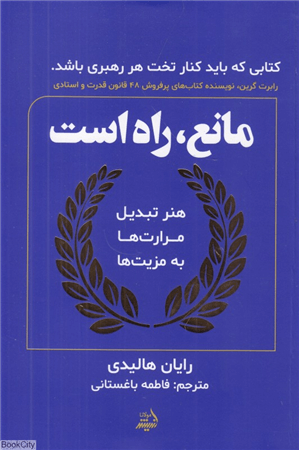 کتابی که باید کنار تخت هر رهبری باشد.
رابرت گرین، نویسنده کتاب‌های پرفروش ۴۸ قانون قدرت و استادی
مانع، راه است
هنر تبدیل
مرارت‌ها
به مزیت‌ها
رایان هالیدی
مترجم: فاطمه باغستانی
BookCity